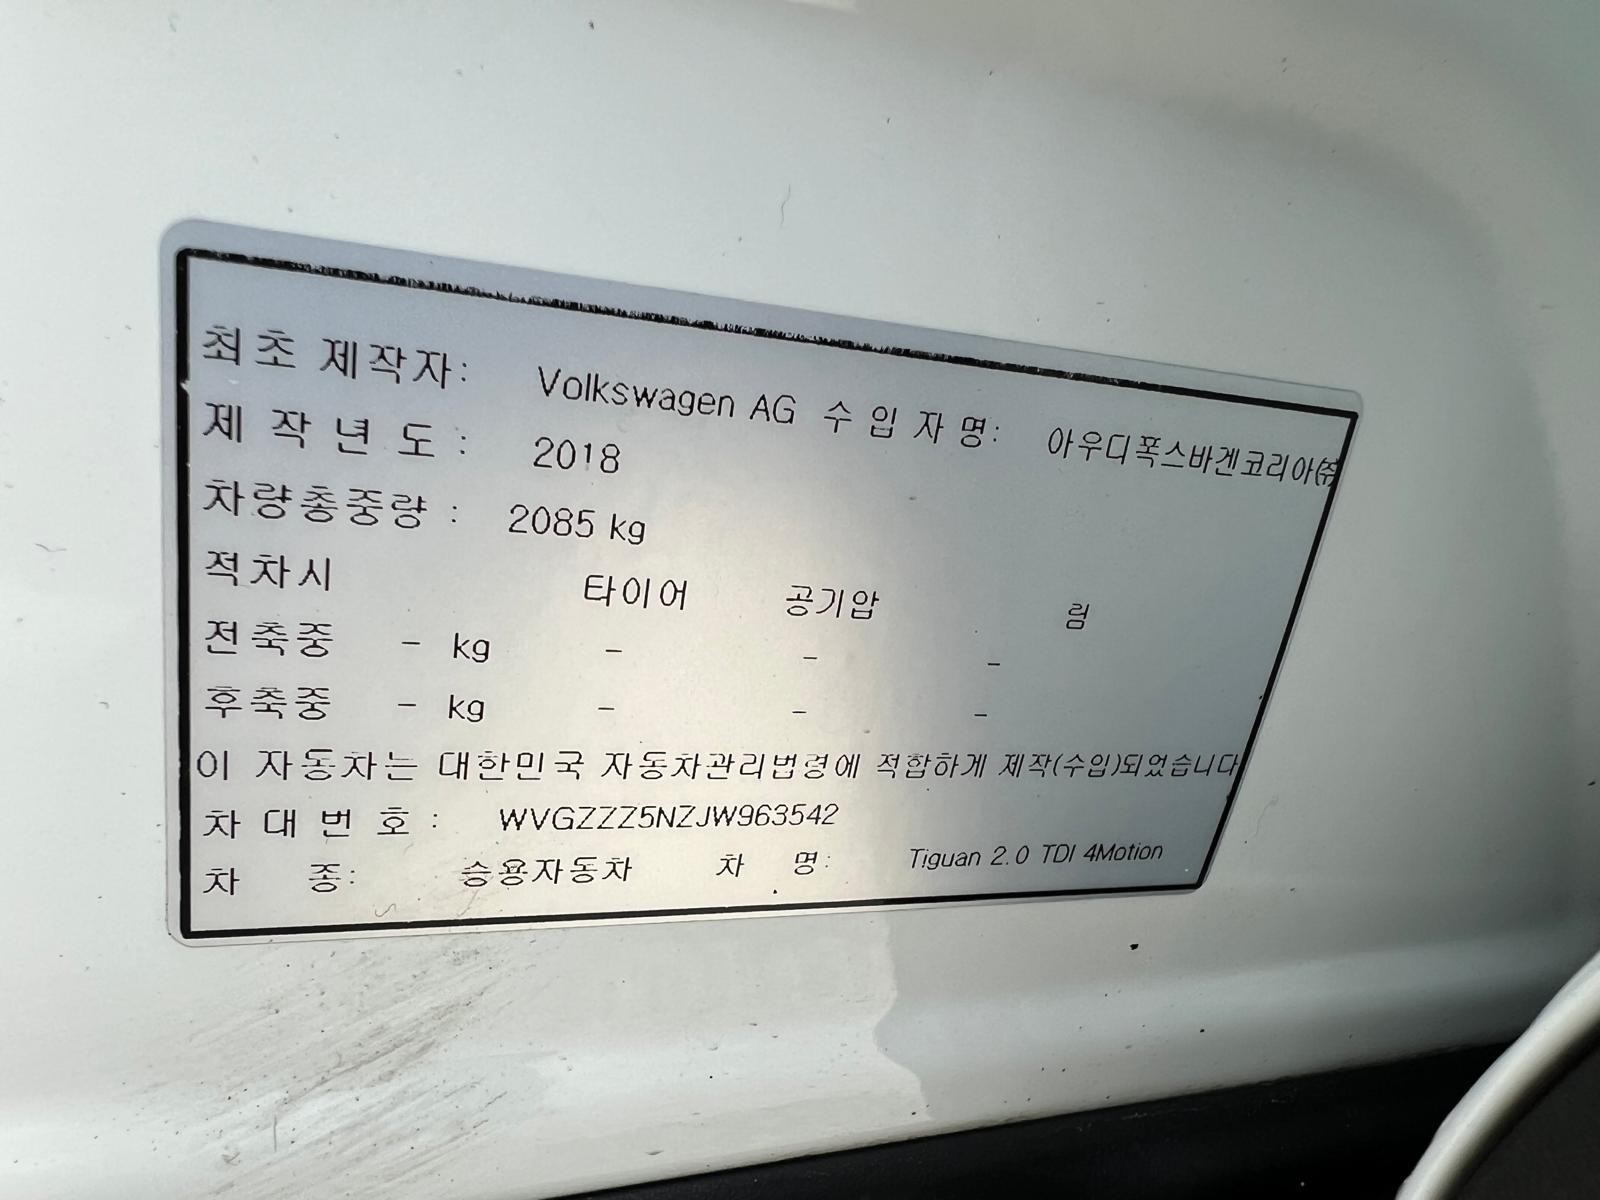 최초 제작자: Volkswagen AG 수 입 자 명: 아우디폭스바겐코리아(주)
제 작 년 도 : 2018
차량총중량 : 2085 kg
적차시 타이어 공기압 림
전축중 - kg - - -
후축중 - kg - - -
이 자동차는 대한민국 자동차관리법령에 적합하게 제작(수입)되었습니다
차 대 번 호 : WVGZZZ5NZJW963542
차 종: 승용자동차 차 명: Tiguan 2.0 TDI 4Motion